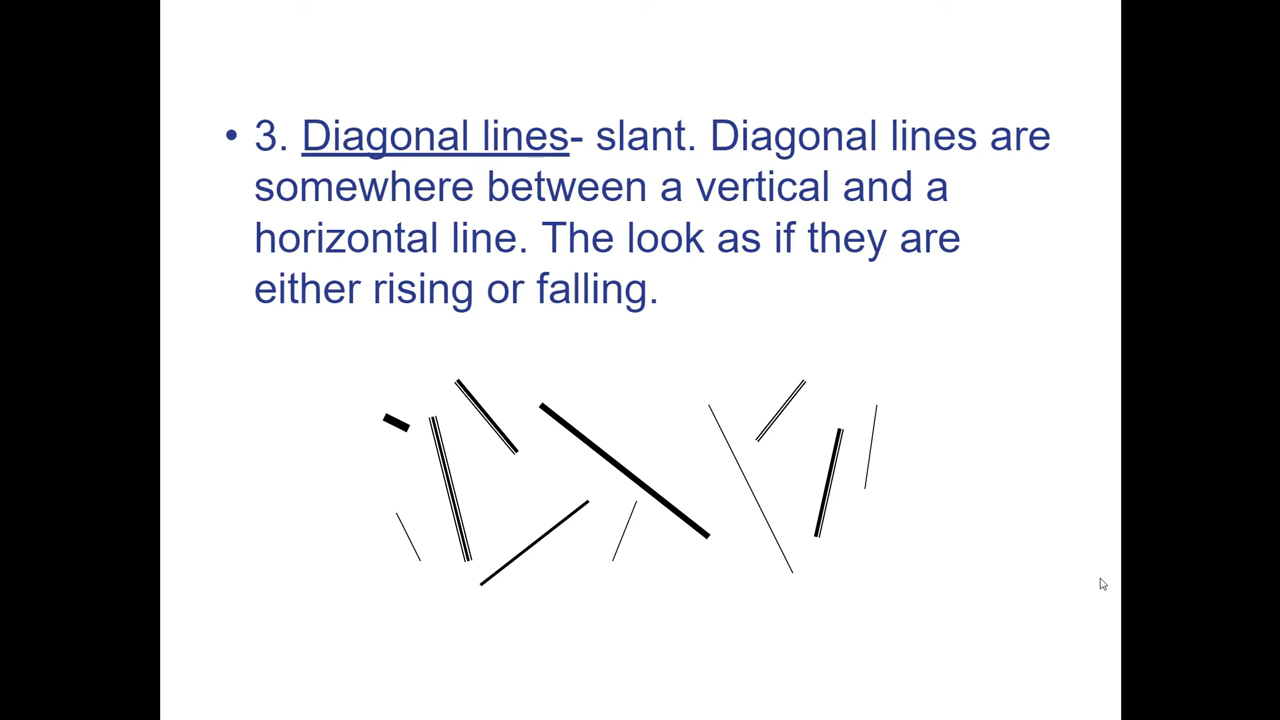 • 3. Diagonal lines- slant. Diagonal lines are
somewhere between a vertical and a
horizontal line. The look as if they are
either rising or falling.